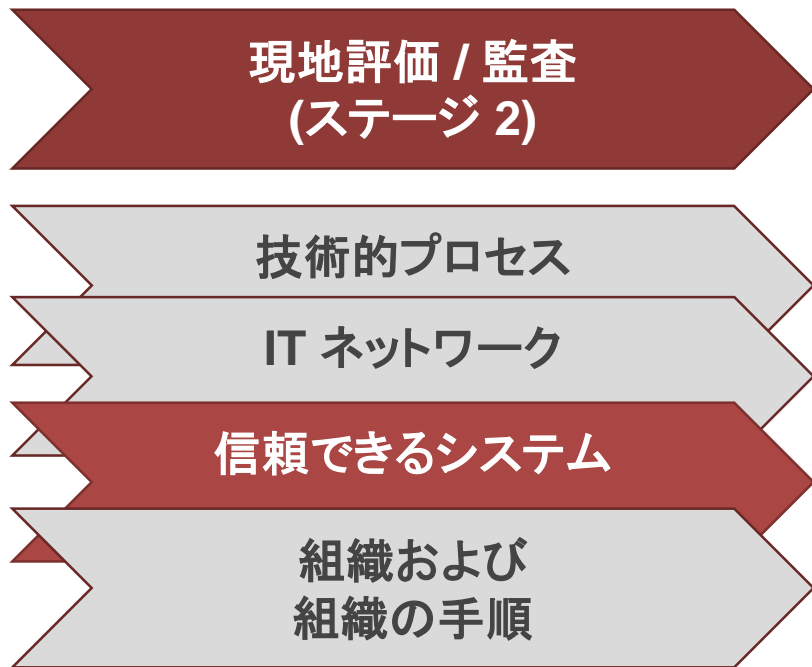 現地評価 / 監査
(ステージ 2)
技術的プロセス
IT ネットワーク
信頼できるシステム
組織および
組織の手順